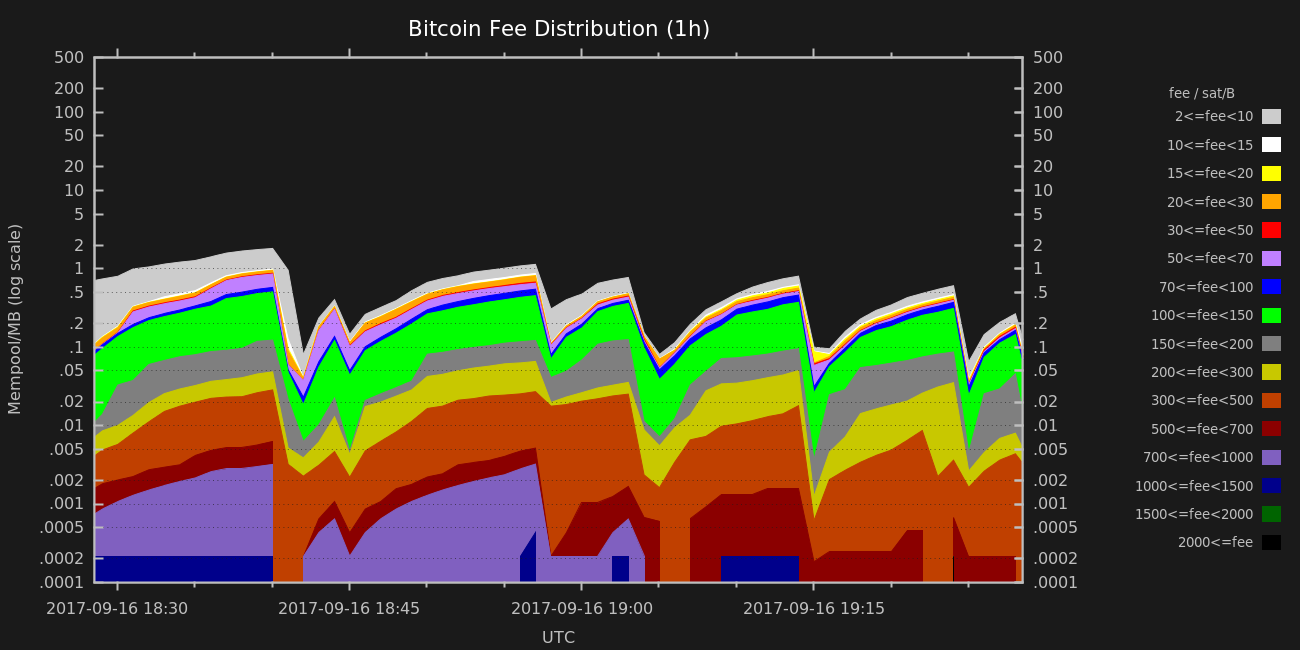 Bitcoin Fee Distribution (1h)
500 500
200 200
100 100
50 50
20 20
10 10
5 5
2 2
1 1
.5 .5
.2 .2
.1 .1
.05 .05
.02 .02
.01 .01
.005 .005
.002 .002
.001 .001
.0005 .0005
.0002 .0002
.0001 .0001
Mempool/MB (log scale)
2017-09-16 18:30 2017-09-16 18:45 2017-09-16 19:00 2017-09-16 19:15
UTC
fee / sat/B
2<=fee<10
10<=fee<15
15<=fee<20
20<=fee<30
30<=fee<50
50<=fee<70
70<=fee<100
100<=fee<150
150<=fee<200
200<=fee<300
300<=fee<500
500<=fee<700
700<=fee<1000
1000<=fee<1500
1500<=fee<2000
2000<=fee